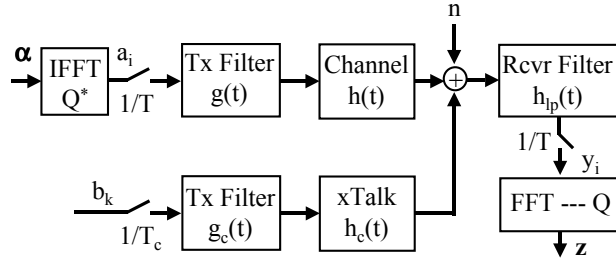 n
α
IFFT
Q*
a_i
1/T
Tx Filter
g(t)
Channel
h(t)
+
Rcvr Filter
h_lp(t)
1/T
y_i
b_k
1/T_c
Tx Filter
g_c(t)
xTalk
h_c(t)
FFT --- Q
z